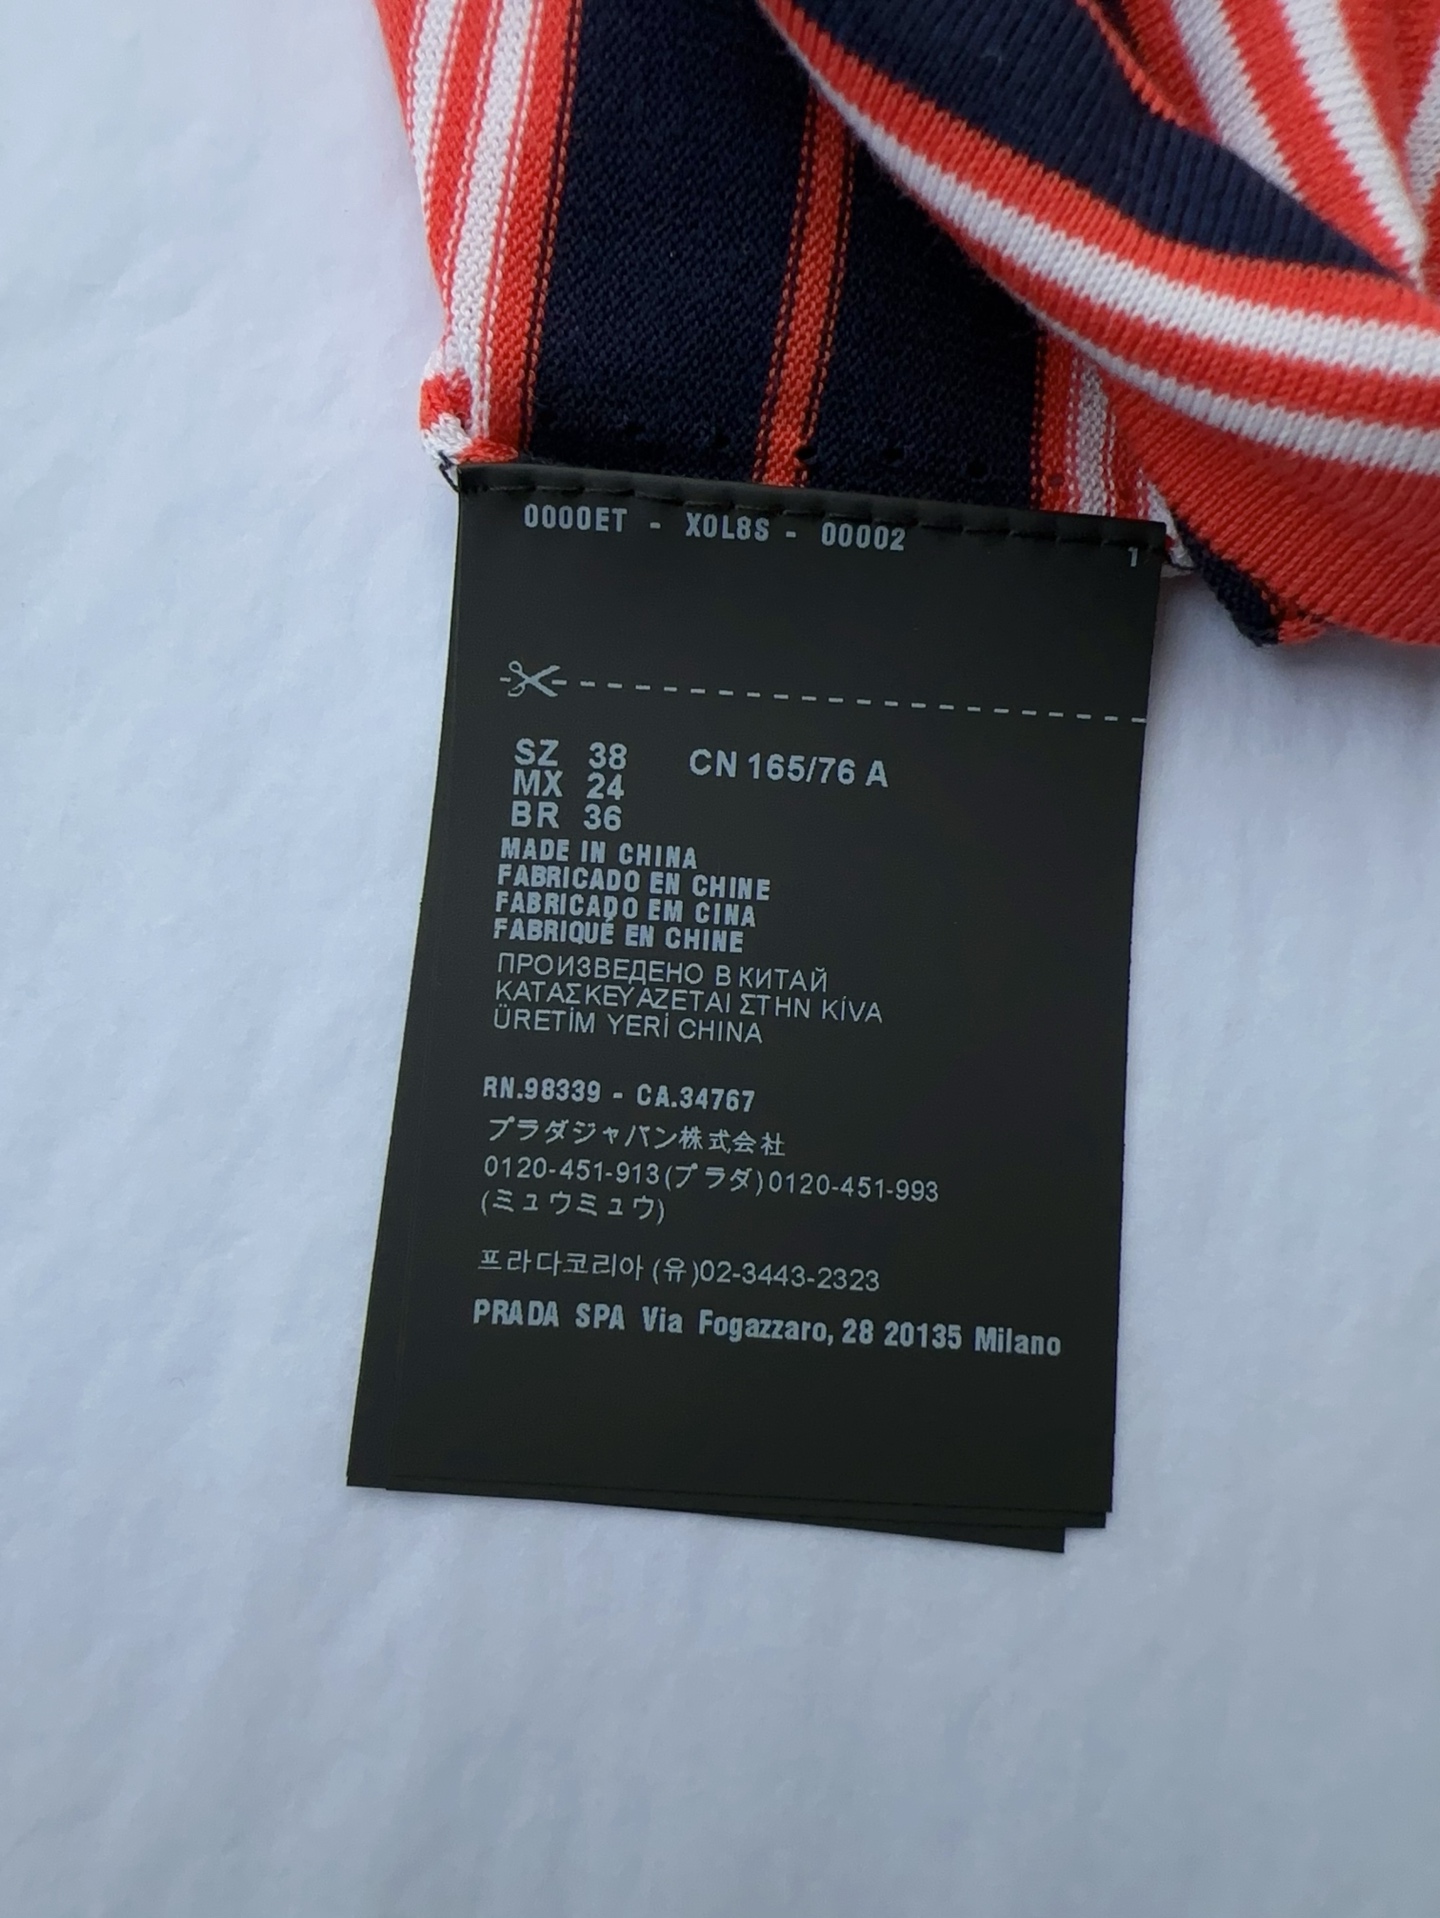 0000ET - X0L8S - 00002
1
SZ 38 CN 165/76 A
MX 24
BR 36
MADE IN CHINA
FABRICADO EN CHINE
FABRICADO EM CINA
FABRIQUÉ EN CHINE
ПРОИЗВЕДЕНО В КИТАЙ
ΚΑΤΑΣΚΕΥΑΖΕΤΑΙ ΣΤΗΝ ΚΊVΑ
ÜRETİM YERİ CHINA
RN.98339 - CA.34767
プラダジャパン株式会社
0120-451-913(プラダ)0120-451-993
(ミュウミュウ)
프라다코리아 (유)02-3443-2323
PRADA SPA Via Fogazzaro, 28 20135 Milano